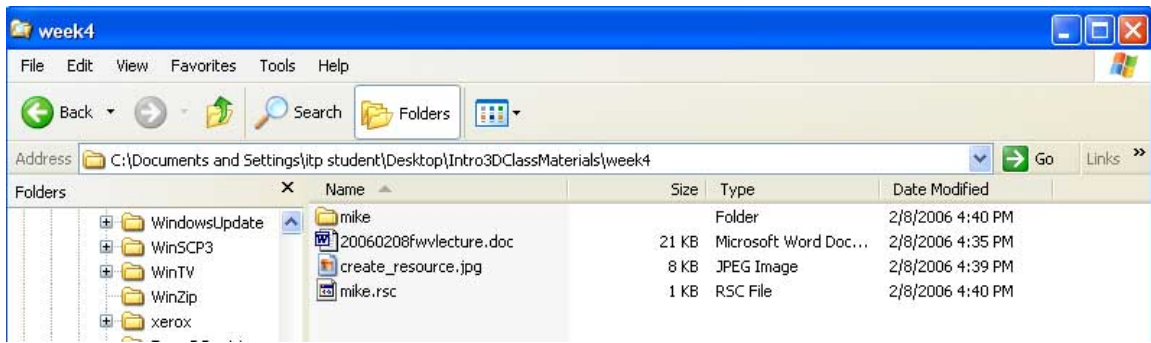 week4
File Edit View Favorites Tools Help
Back Search Folders
Address C:\Documents and Settings\itp student\Desktop\Intro3DClassMaterials\week4 Go Links »
Folders × Name Size Type Date Modified
WindowsUpdate mike Folder 2/8/2006 4:40 PM
WinSCP3 20060208fwvlecture.doc 21 KB Microsoft Word Doc... 2/8/2006 4:35 PM
WinTV create_resource.jpg 8 KB JPEG Image 2/8/2006 4:39 PM
WinZip mike.rsc 1 KB RSC File 2/8/2006 4:40 PM
xerox